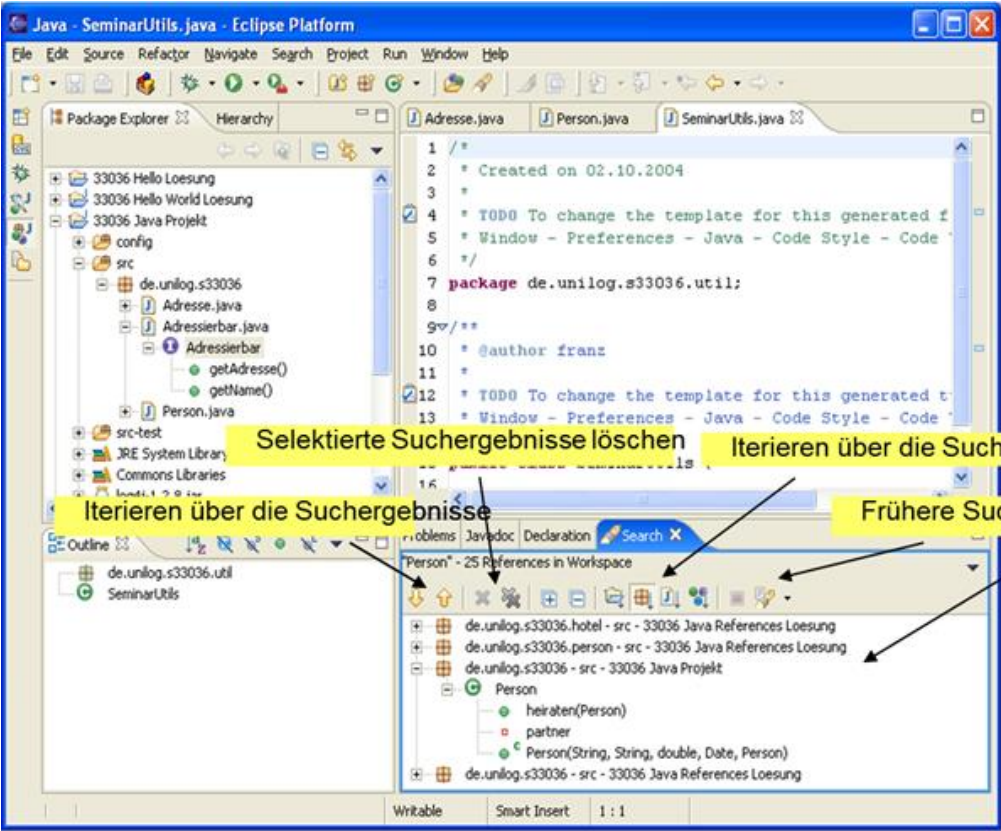 Java - SeminarUtils.java - Eclipse Platform
File Edit Source Refactor Navigate Search Project Run Window Help
Package Explorer Hierarchy
33036 Hello Loesung
33036 Hello World Loesung
33036 Java Projekt
config
src
de.unilog.s33036
Adresse.java
Adressierbar.java
Adressierbar
getAdresse()
getName()
Person.java
src-test
JRE System Library
Commons Libraries
Adresse.java Person.java SeminarUtils.java
1 /*
2 * Created on 02.10.2004
3 *
4 * TODO To change the template for this generated f
5 * Window - Preferences - Java - Code Style - Code
6 */
7 package de.unilog.s33036.util;
8
9 /**
10 * @author franz
11 *
12 * TODO To change the template for this generated t
13 * Window - Preferences - Java - Code Style - Code
16
Selektierte Suchergebnisse löschen
Iterieren über die Such
Iterieren über die Suchergebnisse
Frühere Suc
Outline
de.unilog.s33036.util
SeminarUtils
Problems Javadoc Declaration Search
"Person" - 25 References in Workspace
de.unilog.s33036.hotel - src - 33036 Java References Loesung
de.unilog.s33036.person - src - 33036 Java References Loesung
de.unilog.s33036 - src - 33036 Java Projekt
Person
heiraten(Person)
partner
Person(String, String, double, Date, Person)
de.unilog.s33036 - src - 33036 Java References Loesung
Writable Smart Insert 1 : 1